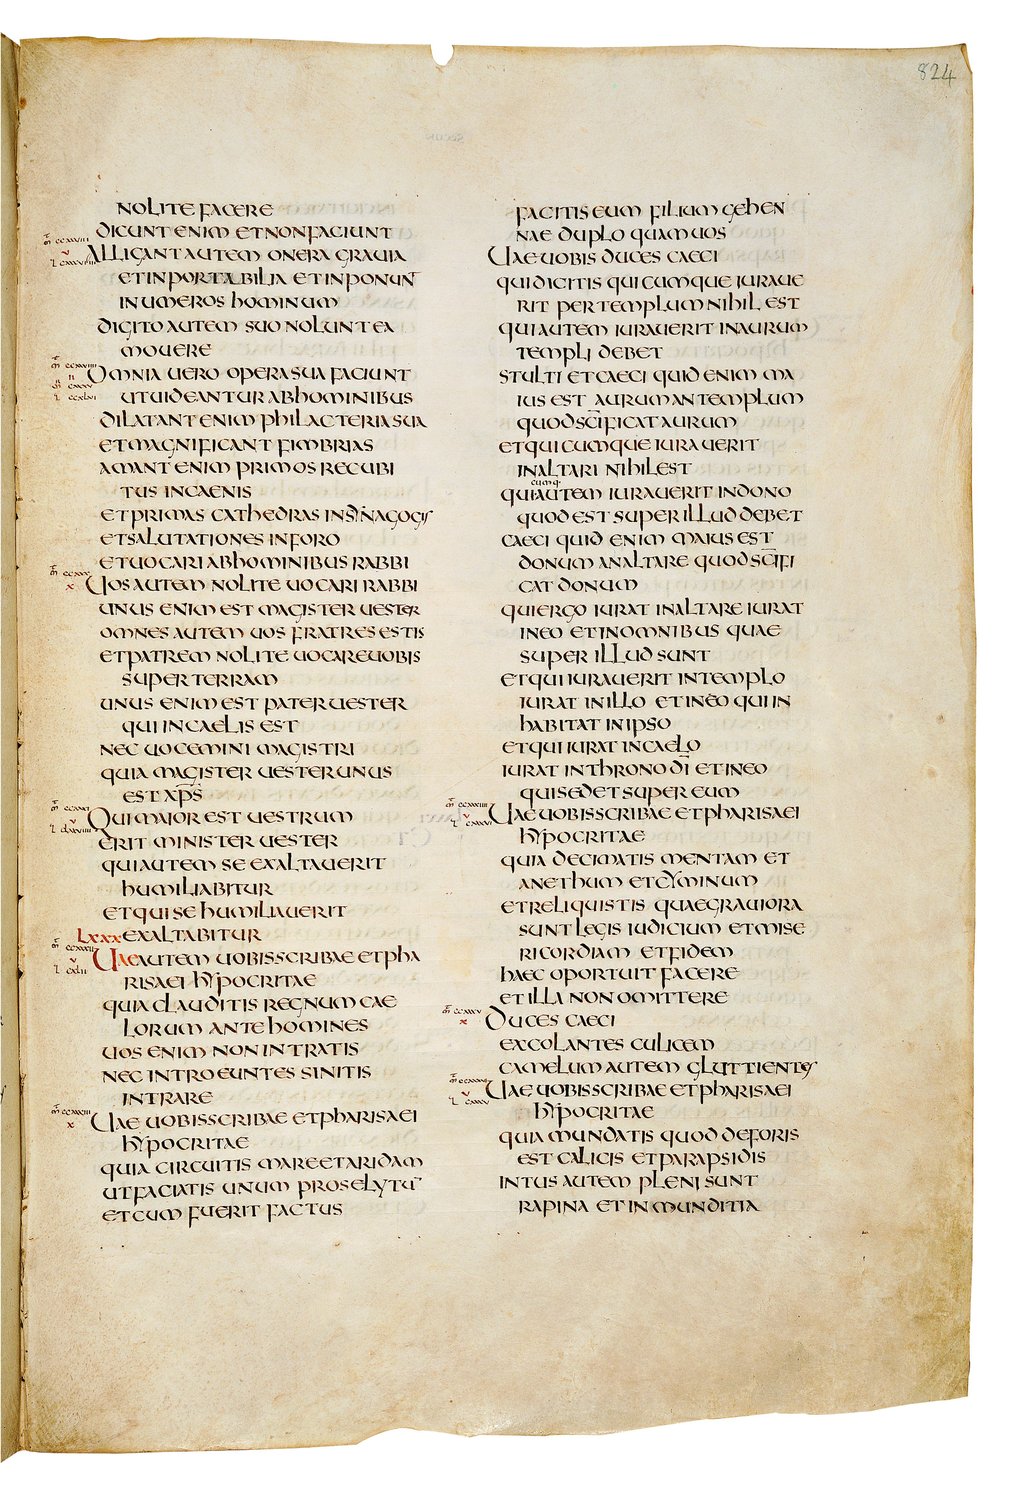 824
NOLITE FACERE
DICUNT ENIM ET NON FACIUNT
ALLIGANT AUTEM ONERA GRAUIA
ET INPORTABILIA ET INPONUNT
IN UMEROS hOMINUM
DIGITO AUTEM SUO NOLUNT EA
MOUERE
OMNIA UERO OPERA SUA FACIUNT
UT UIDEANTUR AB hOMINIBUS
DILATANT ENIM PhILACTERIA SUA
ET MAGNIFICANT FIMBRIAS
AMANT ENIM PRIMOS RECUBI
TUS IN CAENIS
ET PRIMAS CAThEDRAS IN SYNAGOGIS
ET SALUTATIONES IN FORO
ET UOCARI AB hOMINIBUS RABBI
UOS AUTEM NOLITE UOCARI RABBI
UNUS ENIM EST MAGISTER UESTER
OMNES AUTEM UOS FRATRES ESTIS
ET PATREM NOLITE UOCARE UOBIS
SUPER TERRAM
UNUS ENIM EST PATER UESTER
QUI IN CAELIS EST
NEC UOCEMINI MAGISTRI
QUIA MAGISTER UESTER UNUS
EST XP̄S
QUI MAIOR EST UESTRUM
ERIT MINISTER UESTER
QUI AUTEM SE EXALTAUERIT
hUMILIABITUR
ET QUI SE hUMILIAUERIT
LXXX EXALTABITUR
UAE AUTEM UOBIS SCRIBAE ET PhA
RISAEI hYPOCRITAE
QUIA CLAUDITIS REGNUM CAE
LORUM ANTE hOMINES
UOS ENIM NON INTRATIS
NEC INTROEUNTES SINITIS
INTRARE
UAE UOBIS SCRIBAE ET PhARISAEI
hYPOCRITAE
QUIA CIRCUITIS MARE ET ARIDAM
UT FACIATIS UNUM PROSELYTU¯
ET CUM FUERIT FACTUS
FACITIS EUM FILIUM GEhEN
NAE DUPLO QUAM UOS
UAE UOBIS DUCES CAECI
QUI DICITIS QUICUMQUE IURAUE
RIT PER TEMPLUM NIhIL EST
QUI AUTEM IURAUERIT IN AURUM
TEMPLI DEBET
STULTI ET CAECI QUID ENIM MA
IUS EST AURUM AN TEMPLUM
QUOD SC̄IFICAT AURUM
ET QUICUMQUE IURAUERIT
IN ALTARI NIhIL EST
cumq.
QUI AUTEM IURAUERIT IN DONO
QUOD EST SUPER ILLUD DEBET
CAECI QUID ENIM MAIUS EST
DONUM AN ALTARE QUOD SC̄IFI
CAT DONUM
QUI ERGO IURAT IN ALTARE IURAT
IN EO ET IN OMNIBUS QUAE
SUPER ILLUD SUNT
ET QUI IURAUERIT IN TEMPLO
IURAT IN ILLO ET IN EO QUI IN
hABITAT IN IPSO
ET QUI IURAT IN CAELO
IURAT IN ThRONO DĪ ET IN EO
QUI SEDET SUPER EUM
UAE UOBIS SCRIBAE ET PhARISAEI
hYPOCRITAE
QUIA DECIMATIS MENTAM ET
ANEThUM ET CYMINUM
ET RELIQUISTIS QUAE GRAUIORA
SUNT LEGIS IUDICIUM ET MISE
RICORDIAM ET FIDEM
hAEC OPORTUIT FACERE
ET ILLA NON OMITTERE
DUCES CAECI
EXCOLANTES CULICEM
CAMELUM AUTEM GLUTTIENTES
UAE UOBIS SCRIBAE ET PhARISAEI
hYPOCRITAE
QUIA MUNDATIS QUOD DEFORIS
EST CALICIS ET PARAPSIDIS
INTUS AUTEM PLENI SUNT
RAPINA ET INMUNDITIA